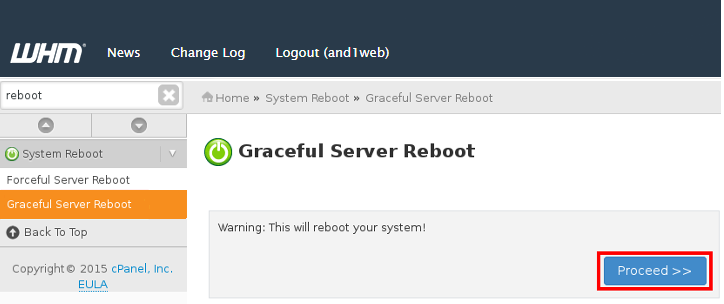 WHM
News
Change Log
Logout (and1web)
reboot
Home » System Reboot » Graceful Server Reboot
System Reboot
Forceful Server Reboot
Graceful Server Reboot
Back To Top
Copyright© 2015 cPanel, Inc.
EULA
Graceful Server Reboot
Warning: This will reboot your system!
Proceed >>